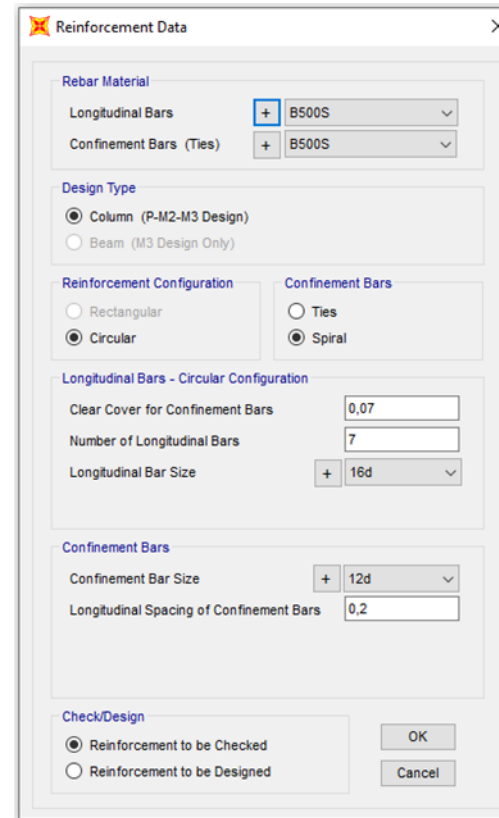 Reinforcement Data
Rebar Material
Longitudinal Bars + B500S
Confinement Bars (Ties) + B500S
Design Type
Column (P-M2-M3 Design)
Beam (M3 Design Only)
Reinforcement Configuration
Rectangular
Circular
Confinement Bars
Ties
Spiral
Longitudinal Bars - Circular Configuration
Clear Cover for Confinement Bars 0,07
Number of Longitudinal Bars 7
Longitudinal Bar Size + 16d
Confinement Bars
Confinement Bar Size + 12d
Longitudinal Spacing of Confinement Bars 0,2
Check/Design
Reinforcement to be Checked
Reinforcement to be Designed
OK
Cancel